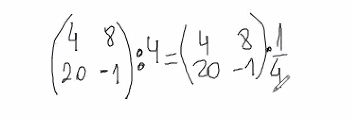 (4 8
20 -1) : 4 = (4 8
20 -1) · 1/4